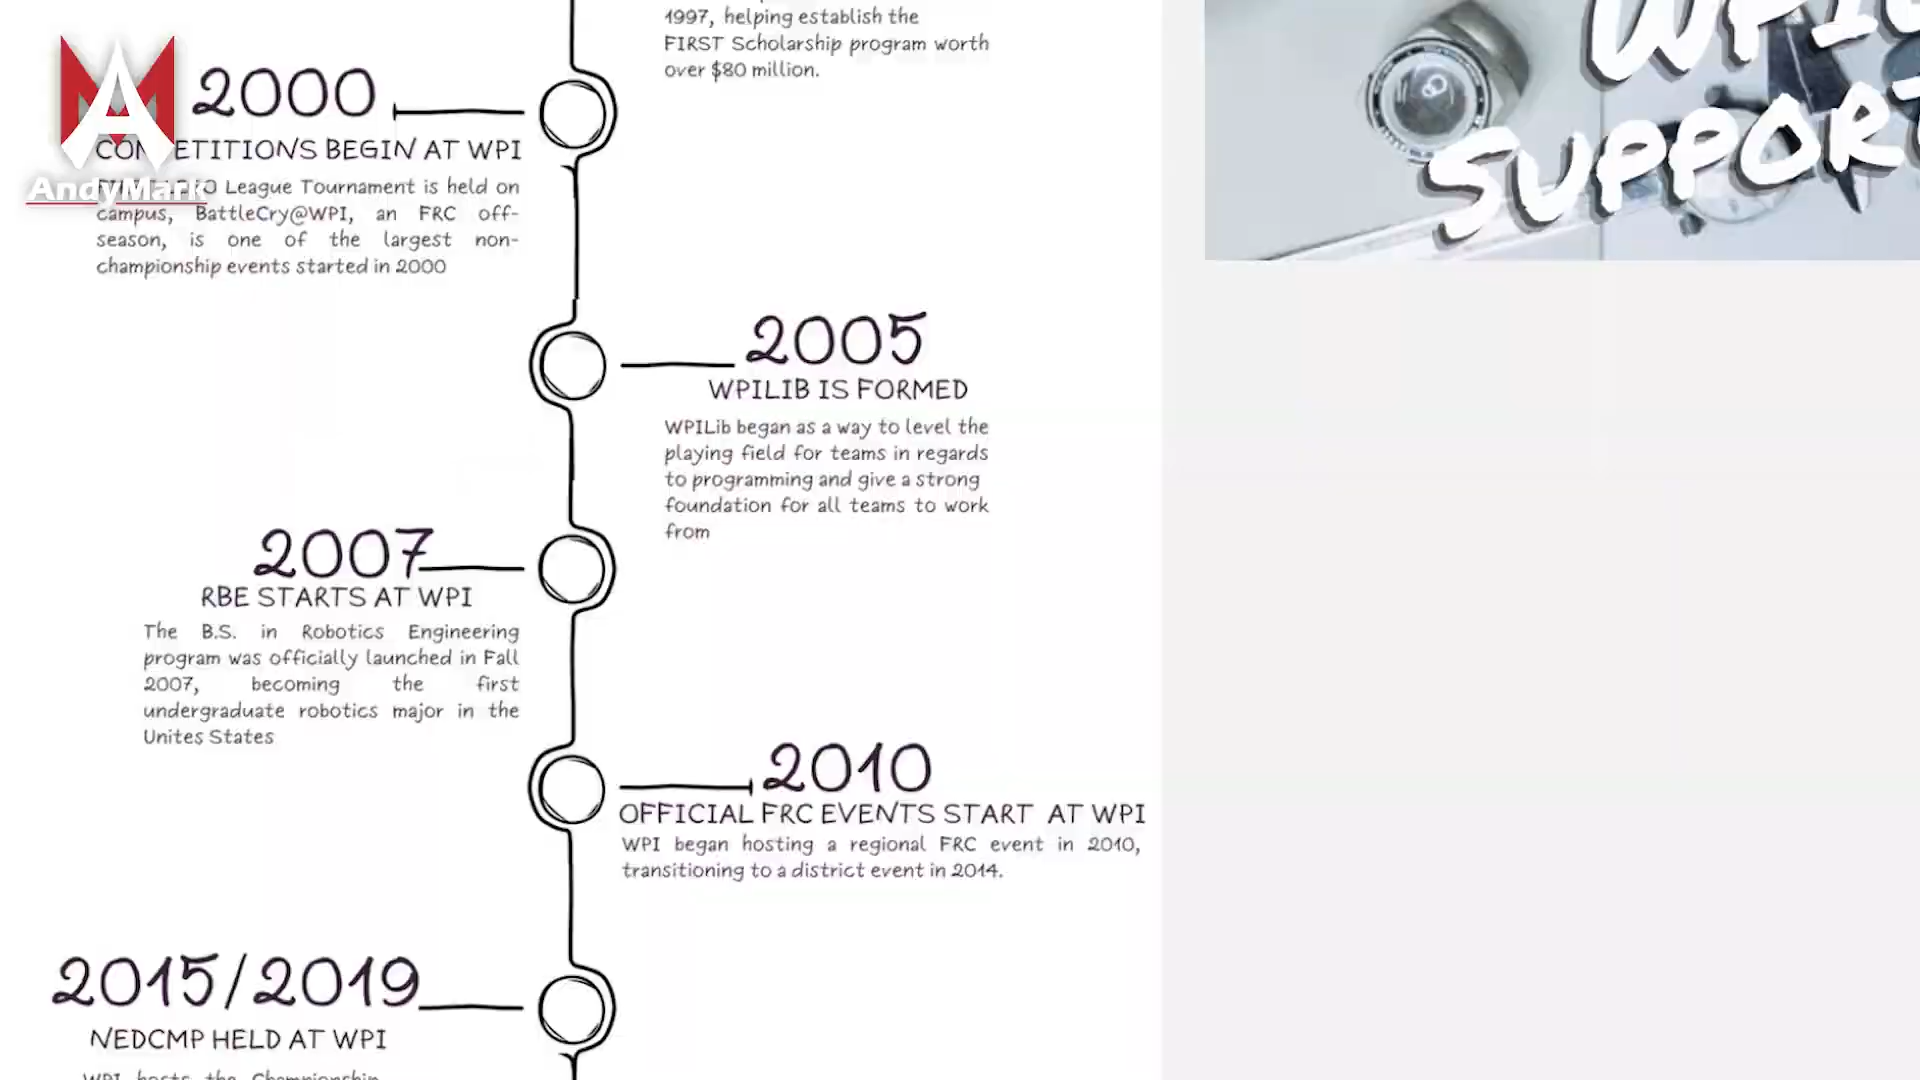 1997, helping establish the
FIRST Scholarship program worth
over $80 million.
AndyMark
2000
COMPETITIONS BEGIN AT WPI
League Tournament is held on
campus, BattleCry@WPI, an FRC off-
season, is one of the largest non-
championship events started in 2000
2005
WPILIB IS FORMED
WPILib began as a way to level the
playing field for teams in regards
to programming and give a strong
foundation for all teams to work
from
2007
RBE STARTS AT WPI
The B.S. in Robotics Engineering
program was officially launched in Fall
2007, becoming the first
undergraduate robotics major in the
Unites States
2010
OFFICIAL FRC EVENTS START AT WPI
WPI began hosting a regional FRC event in 2010,
transitioning to a district event in 2014.
2015/2019
NEDCMP HELD AT WPI
WPI hosts the Championship
SUPPORT